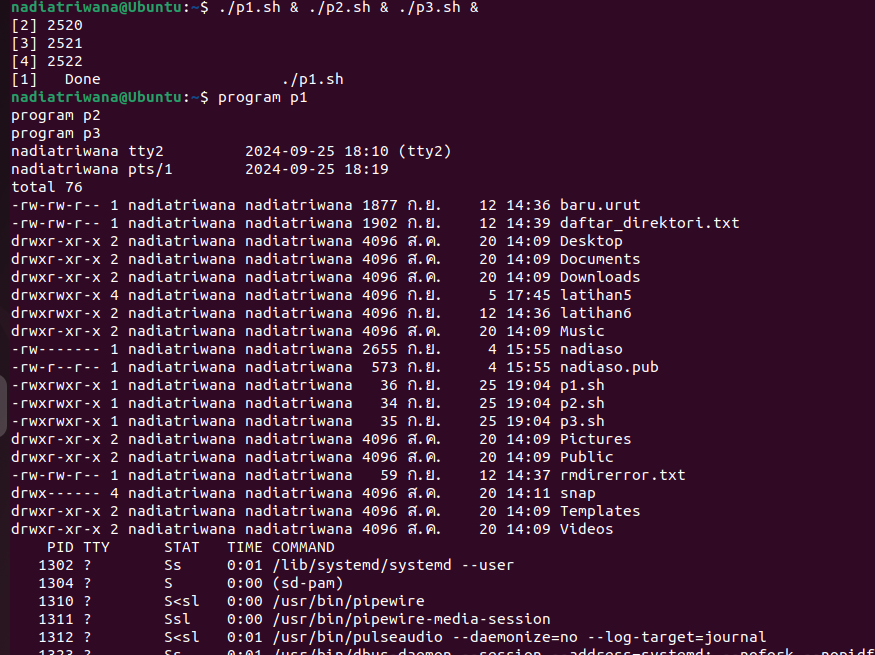 nadiatriwana@Ubuntu:~$ ./p1.sh & ./p2.sh & ./p3.sh &
[2] 2520
[3] 2521
[4] 2522
[1]   Done                    ./p1.sh
nadiatriwana@Ubuntu:~$ program p1
program p2
program p3
nadiatriwana tty2         2024-09-25 18:10 (tty2)
nadiatriwana pts/1        2024-09-25 18:19
total 76
-rw-rw-r-- 1 nadiatriwana nadiatriwana 1877 ก.ย.    12 14:36 baru.urut
-rw-rw-r-- 1 nadiatriwana nadiatriwana 1902 ก.ย.    12 14:39 daftar_direktori.txt
drwxr-xr-x 2 nadiatriwana nadiatriwana 4096 ส.ค.    20 14:09 Desktop
drwxr-xr-x 2 nadiatriwana nadiatriwana 4096 ส.ค.    20 14:09 Documents
drwxr-xr-x 2 nadiatriwana nadiatriwana 4096 ส.ค.    20 14:09 Downloads
drwxrwxr-x 4 nadiatriwana nadiatriwana 4096 ก.ย.     5 17:45 latihan5
drwxrwxr-x 2 nadiatriwana nadiatriwana 4096 ก.ย.    12 14:36 latihan6
drwxr-xr-x 2 nadiatriwana nadiatriwana 4096 ส.ค.    20 14:09 Music
-rw------- 1 nadiatriwana nadiatriwana 2655 ก.ย.     4 15:55 nadiaso
-rw-r--r-- 1 nadiatriwana nadiatriwana  573 ก.ย.     4 15:55 nadiaso.pub
-rwxrwxr-x 1 nadiatriwana nadiatriwana   36 ก.ย.    25 19:04 p1.sh
-rwxrwxr-x 1 nadiatriwana nadiatriwana   34 ก.ย.    25 19:04 p2.sh
-rwxrwxr-x 1 nadiatriwana nadiatriwana   35 ก.ย.    25 19:04 p3.sh
drwxr-xr-x 2 nadiatriwana nadiatriwana 4096 ส.ค.    20 14:09 Pictures
drwxr-xr-x 2 nadiatriwana nadiatriwana 4096 ส.ค.    20 14:09 Public
-rw-rw-r-- 1 nadiatriwana nadiatriwana   59 ก.ย.    12 14:37 rmdirerror.txt
drwx------ 4 nadiatriwana nadiatriwana 4096 ส.ค.    20 14:11 snap
drwxr-xr-x 2 nadiatriwana nadiatriwana 4096 ส.ค.    20 14:09 Templates
drwxr-xr-x 2 nadiatriwana nadiatriwana 4096 ส.ค.    20 14:09 Videos
    PID TTY      STAT   TIME COMMAND
   1302 ?        Ss     0:01 /lib/systemd/systemd --user
   1304 ?        S      0:00 (sd-pam)
   1310 ?        S<sl   0:00 /usr/bin/pipewire
   1311 ?        Ssl    0:00 /usr/bin/pipewire-media-session
   1312 ?        S<sl   0:01 /usr/bin/pulseaudio --daemonize=no --log-target=journal
   1323 ?        Ss     0:01 /usr/bin/dbus-daemon --session --address=systemd: --nofork --nopidf